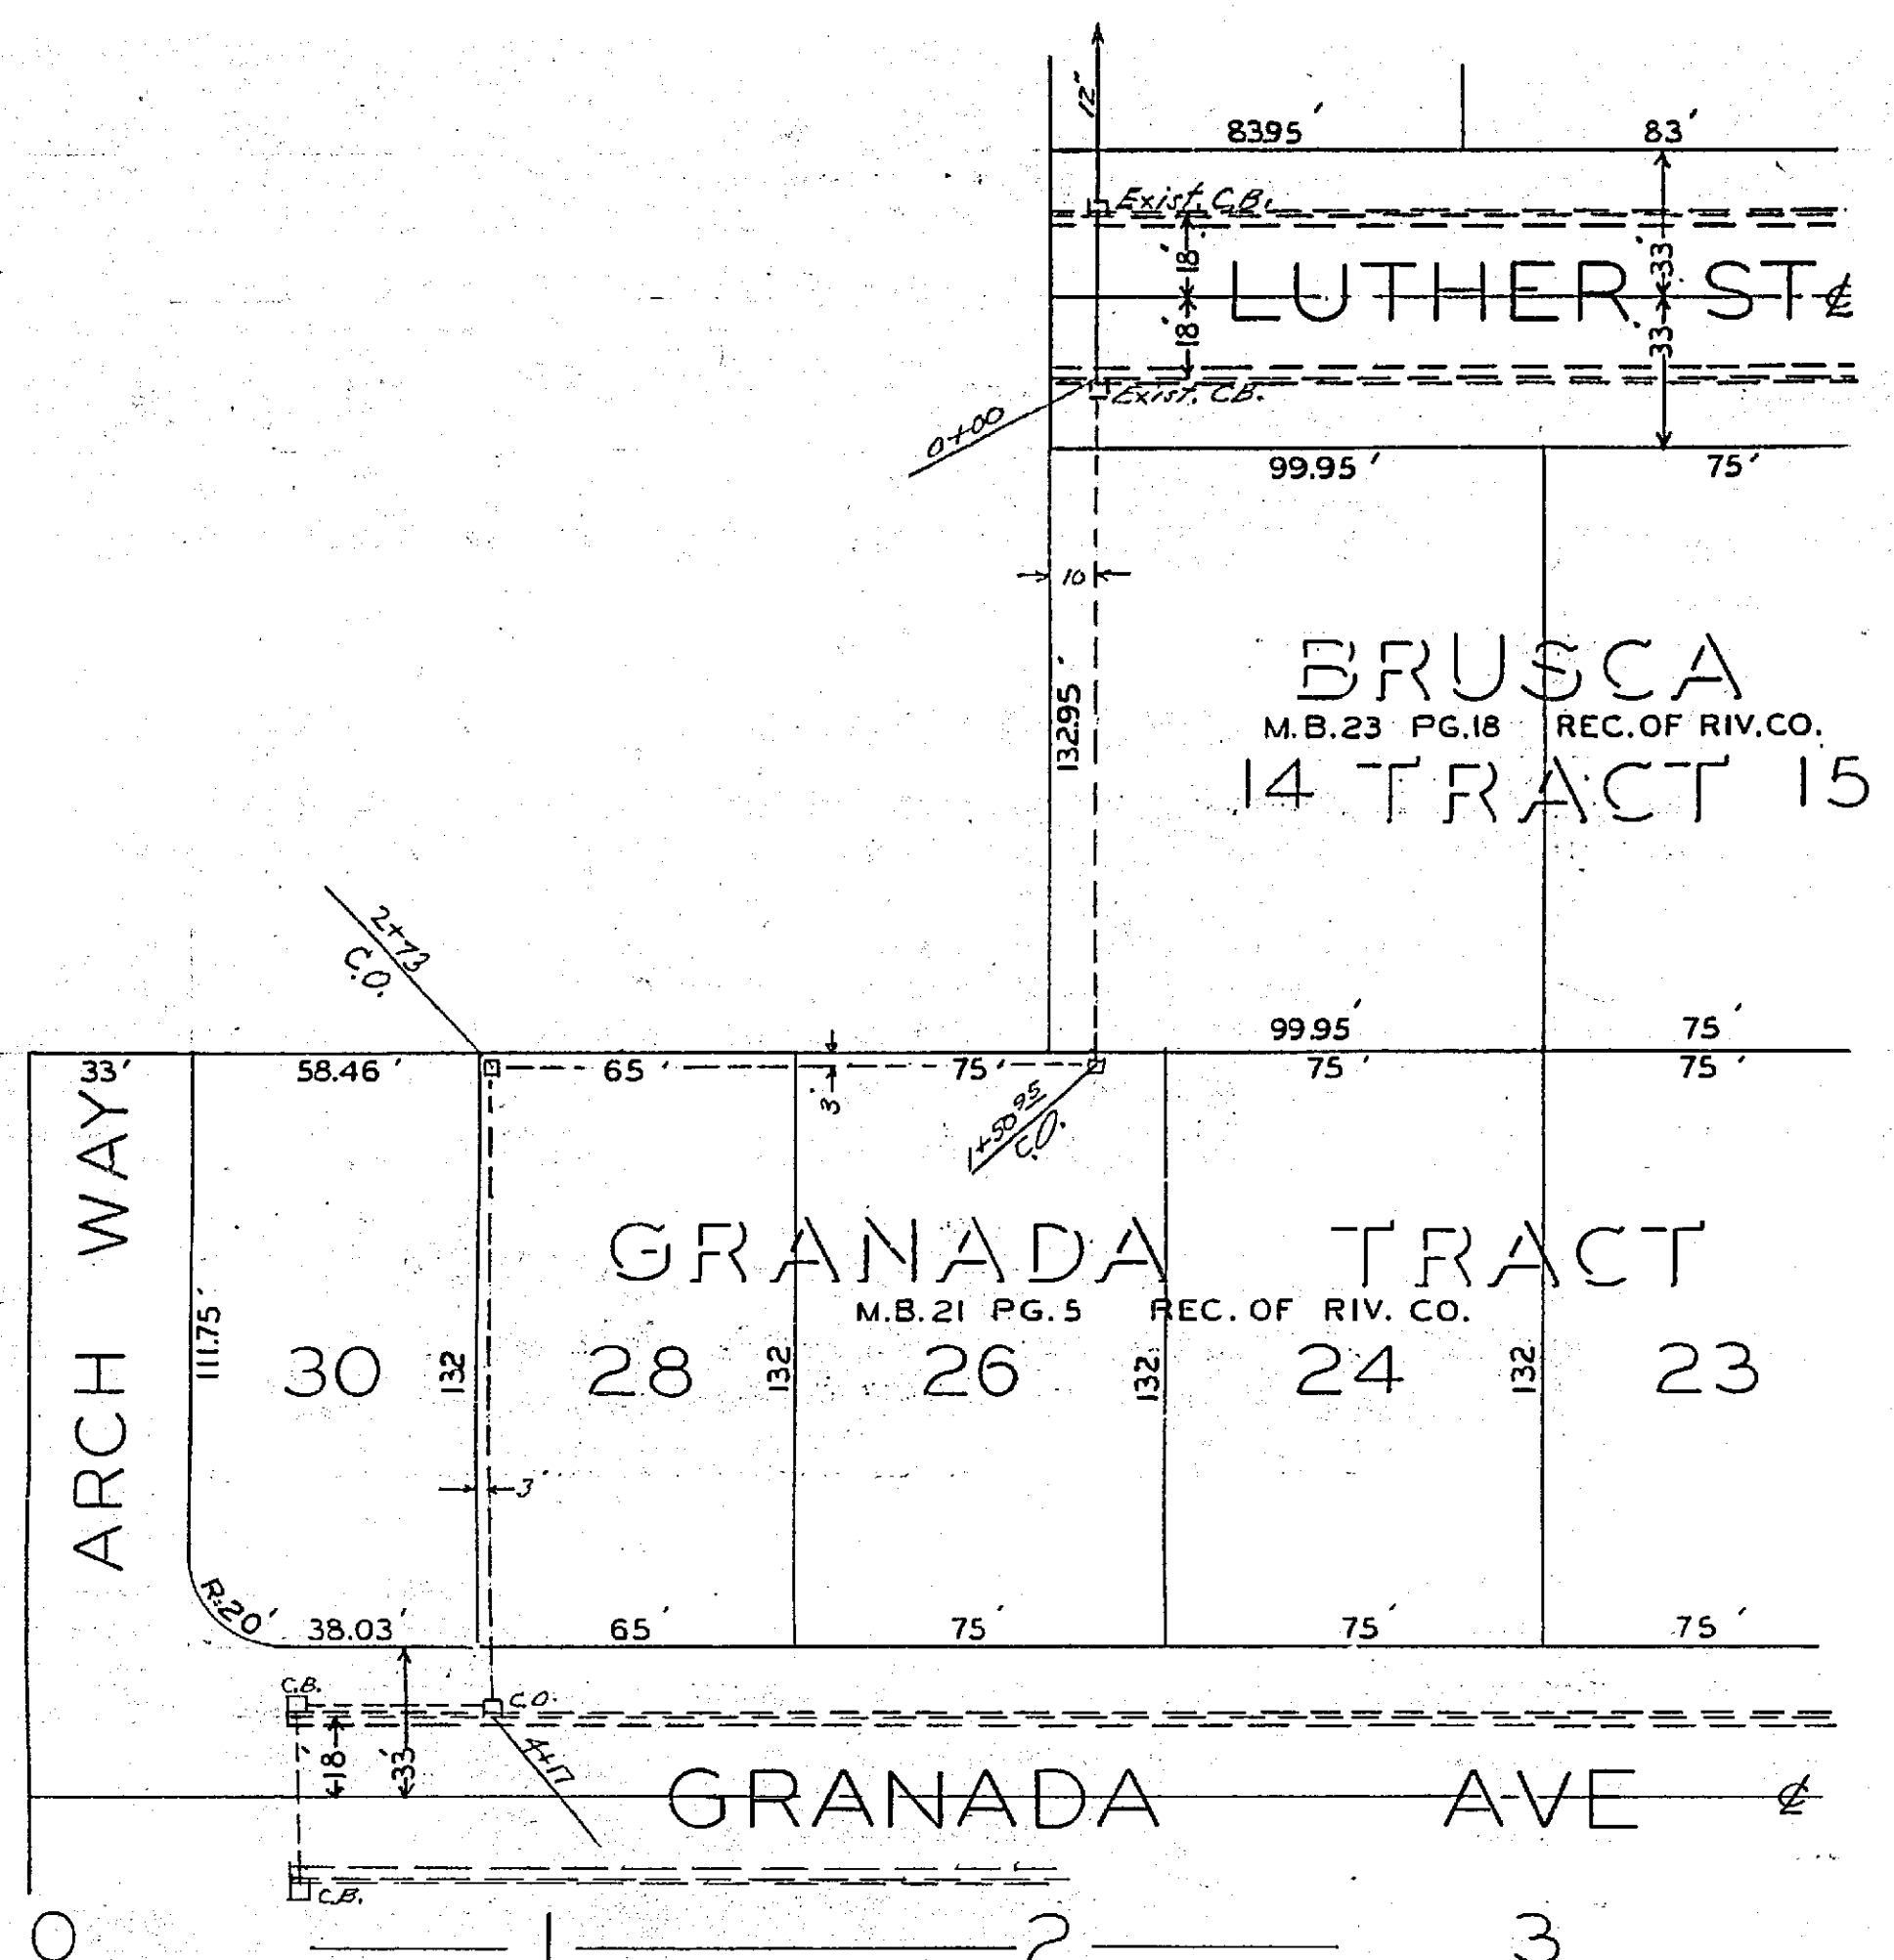 12"
83.95' 83'
Exist. C.B.
18' 33'
LUTHER ST ℄
18' 33'
Exist. C.B.
0+00
99.95' 75'
10
132.95'
BRUSCA
M.B.23 PG.18 REC. OF RIV. CO.
14 TRACT 15
2+73
C.O.
99.95' 75'
33' 58.46' 65' 75' 75' 75'
3'
1+50.95
C.O.
ARCH WAY
GRANADA TRACT
M.B.21 PG.5 REC. OF RIV. CO.
111.75'
30 132 28 132 26 132 24 132 23
3'
R=20'
38.03' 65' 75' 75' 75'
C.B. C.O.
18' 33' 4+17
GRANADA AVE ℄
C.B.
0 1 2 3